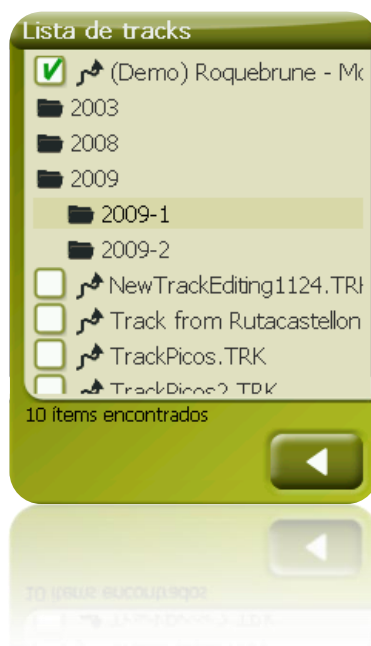 Lista de tracks
(Demo) Roquebrune - Mo
2003
2008
2009
2009-1
2009-2
NewTrackEditing1124.TRK
Track from Rutacastellon
TrackPicos.TRK
TrackPicos2.TRK
10 ítems encontrados